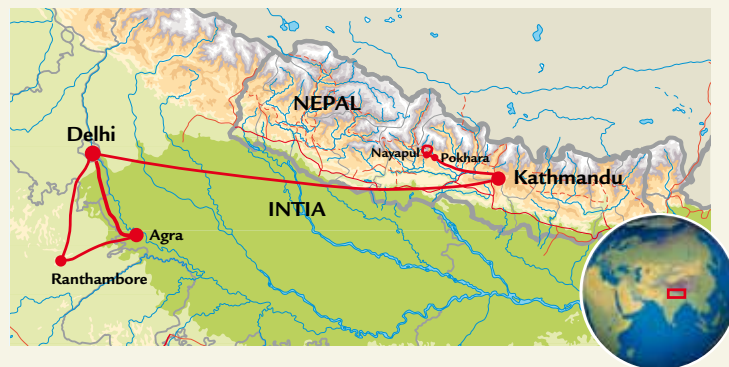 NEPAL
Delhi
Nayapul
Pokhara
Kathmandu
INTIA
Agra
Ranthambore